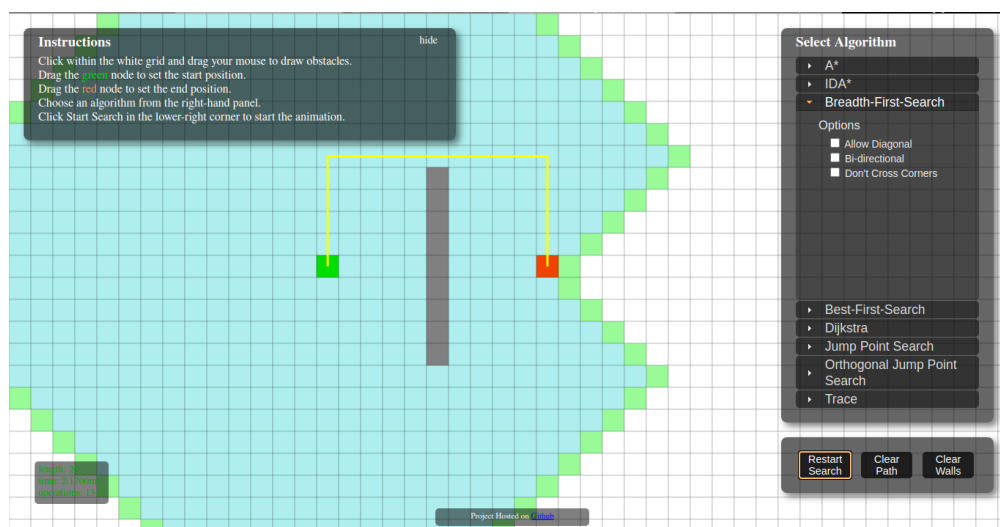 Instructions
hide
Click within the white grid and drag your mouse to draw obstacles.
Drag the green node to set the start position.
Drag the red node to set the end position.
Choose an algorithm from the right-hand panel.
Click Start Search in the lower-right corner to start the animation.
Select Algorithm
A*
IDA*
Breadth-First-Search
Options
Allow Diagonal
Bi-directional
Don't Cross Corners
Best-First-Search
Dijkstra
Jump Point Search
Orthogonal Jump Point
Search
Trace
Restart
Search
Clear
Path
Clear
Walls
length:
time:
operations:
Project Hosted on Github